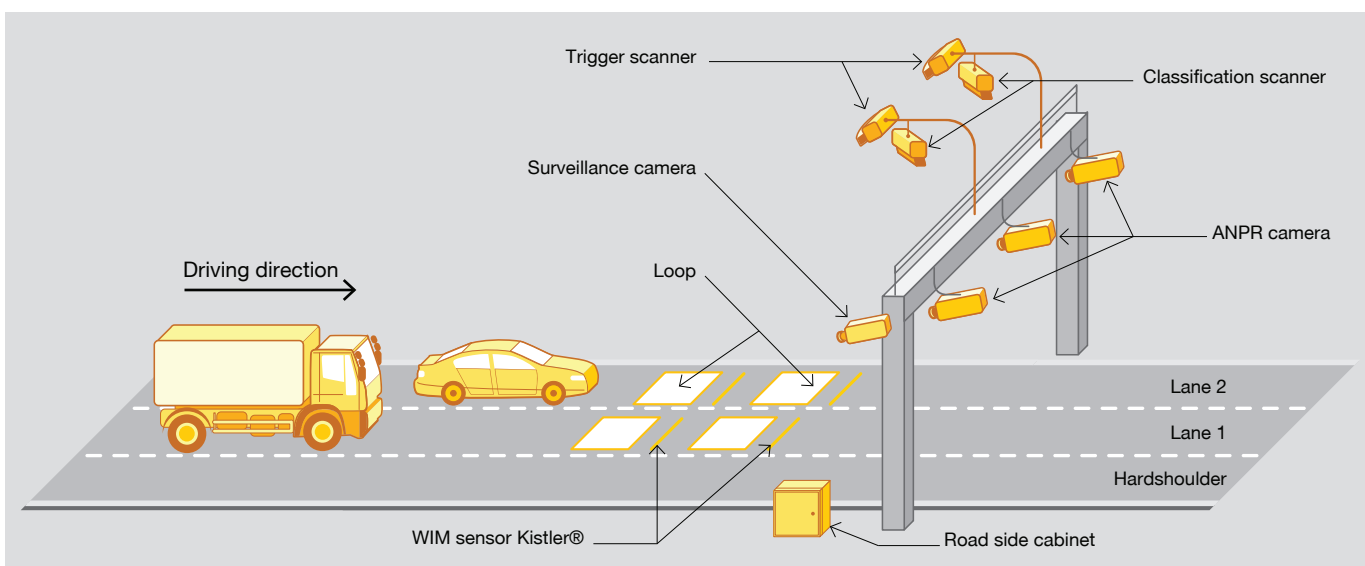 Trigger scanner
Classification scanner
Surveillance camera
ANPR camera
Driving direction
Loop
Lane 2
Lane 1
Hardshoulder
WIM sensor Kistler®
Road side cabinet